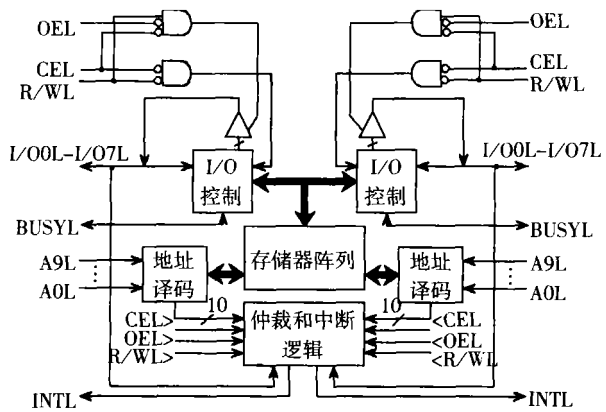 OEL
OEL
CEL
CEL
R/WL
R/WL
I/O0L-I/O7L
I/O
控制
I/O
控制
I/O0L-I/O7L
BUSYL
BUSYL
A9L
A0L
地址
译码
存储器阵列
地址
译码
A9L
A0L
10
10
CEL>
OEL>
R/WL>
仲裁和中断
逻辑
<CEL
<OEL
<R/WL
INTL
INTL